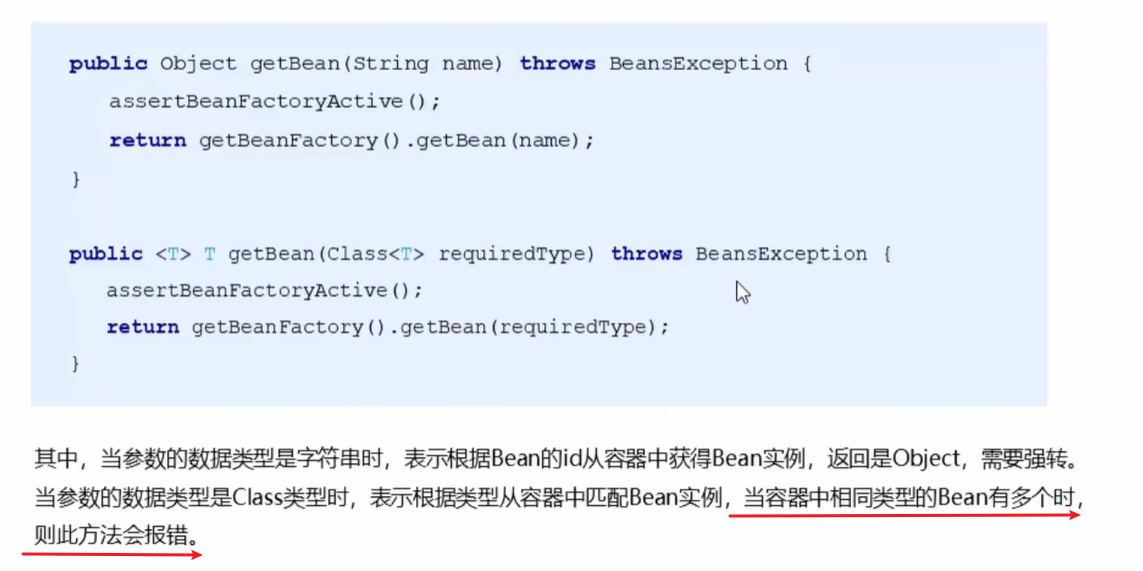 public Object getBean(String name) throws BeansException {
assertBeanFactoryActive();
return getBeanFactory().getBean(name);
}
public <T> T getBean(Class<T> requiredType) throws BeansException {
assertBeanFactoryActive();
return getBeanFactory().getBean(requiredType);
}
其中，当参数的数据类型是字符串时，表示根据Bean的id从容器中获得Bean实例，返回是Object，需要强转。
当参数的数据类型是Class类型时，表示根据类型从容器中匹配Bean实例，当容器中相同类型的Bean有多个时，
则此方法会报错。